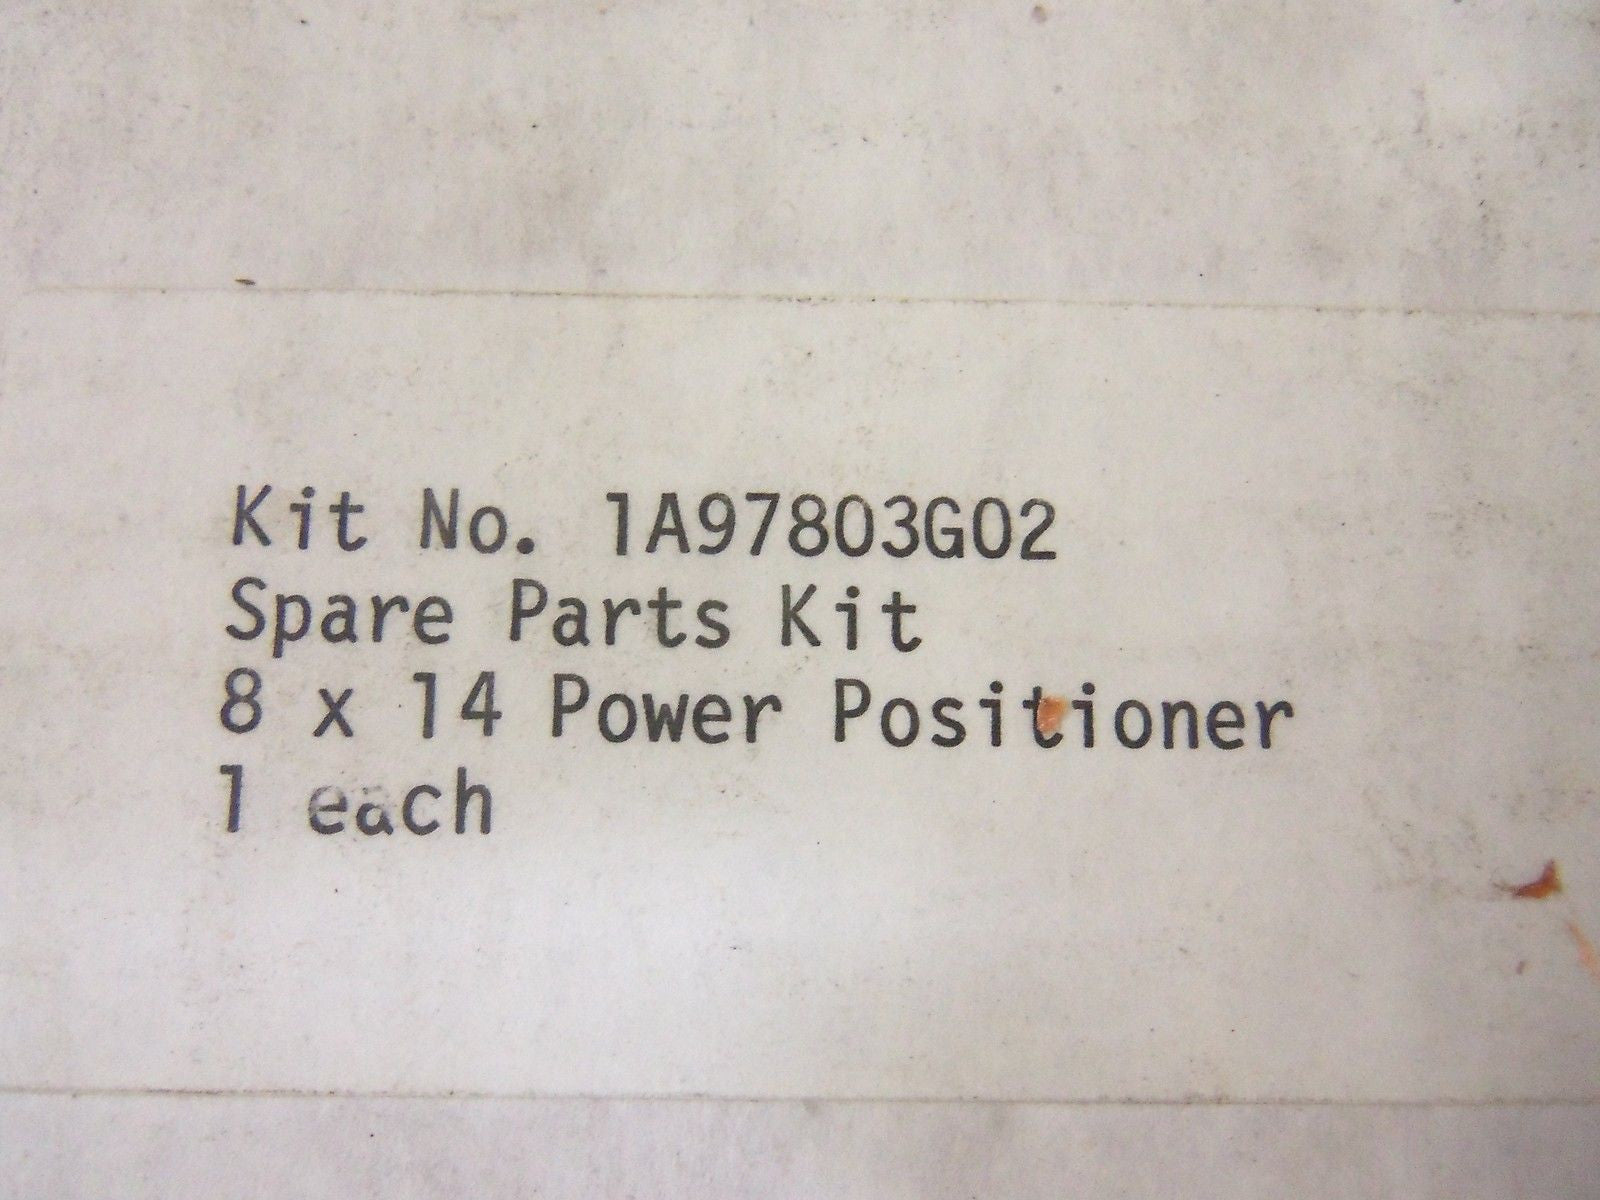 Kit No. 1A97803G02
Spare Parts Kit
8 x 14 Power Positioner
1 each